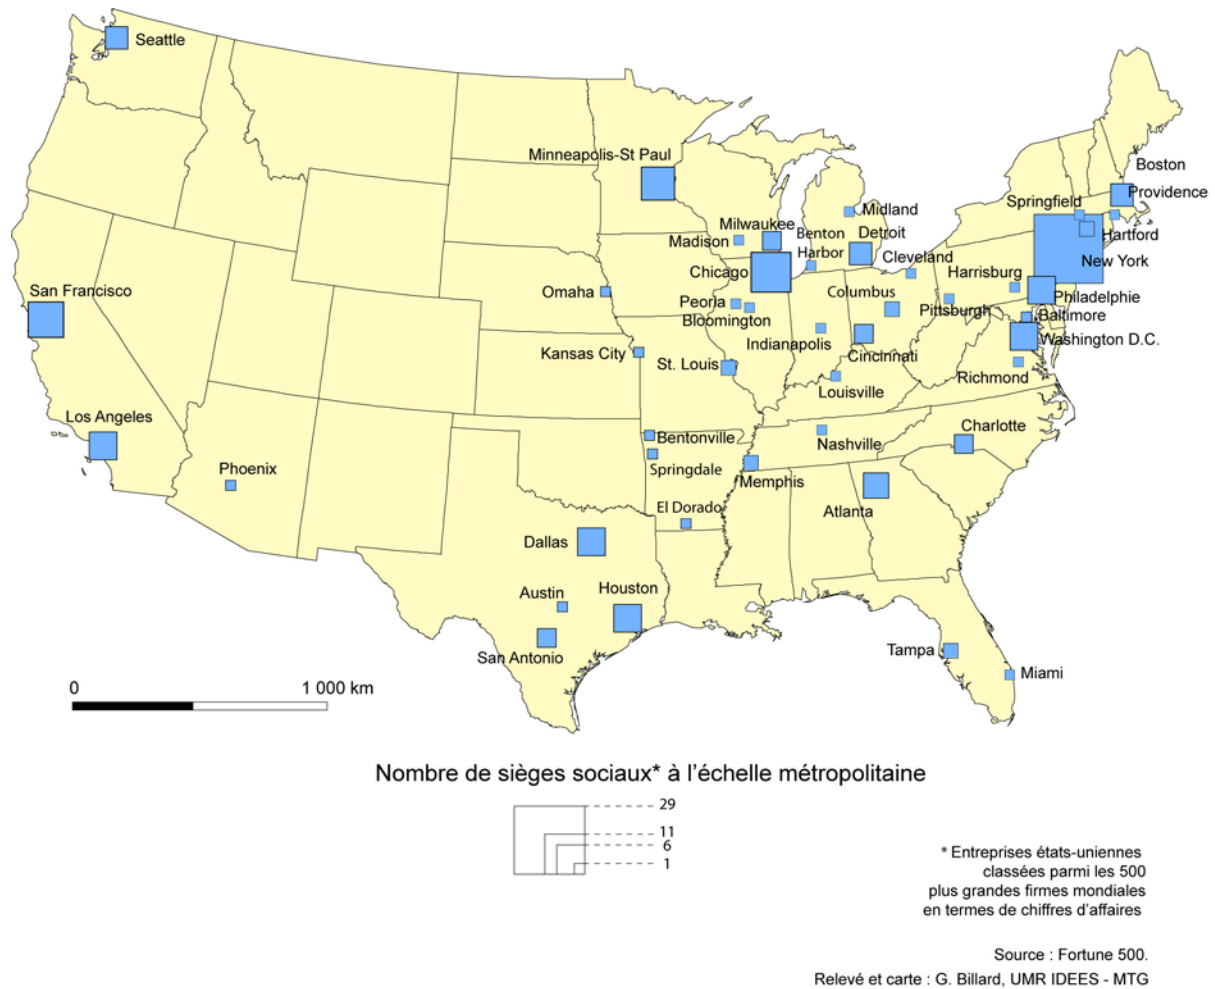 Seattle
Minneapolis-St Paul
Boston
Providence
Springfield
Midland
Milwaukee
Benton
Harbor
Detroit
Madison
Hartford
Cleveland
New York
Chicago
Harrisburg
San Francisco
Omaha
Columbus
Philadelphie
Peoria
Pittsburgh
Bloomington
Baltimore
Indianapolis
Washington D.C.
Kansas City
Cincinnati
St. Louis
Richmond
Louisville
Los Angeles
Charlotte
Bentonville
Nashville
Phoenix
Springdale
Memphis
El Dorado
Atlanta
Dallas
Austin
Houston
San Antonio
Tampa
Miami
0
1 000 km
Nombre de sièges sociaux* à l'échelle métropolitaine
29
11
6
1
* Entreprises états-uniennes
classées parmi les 500
plus grandes firmes mondiales
en termes de chiffres d'affaires
Source : Fortune 500.
Relevé et carte : G. Billard, UMR IDEES - MTG